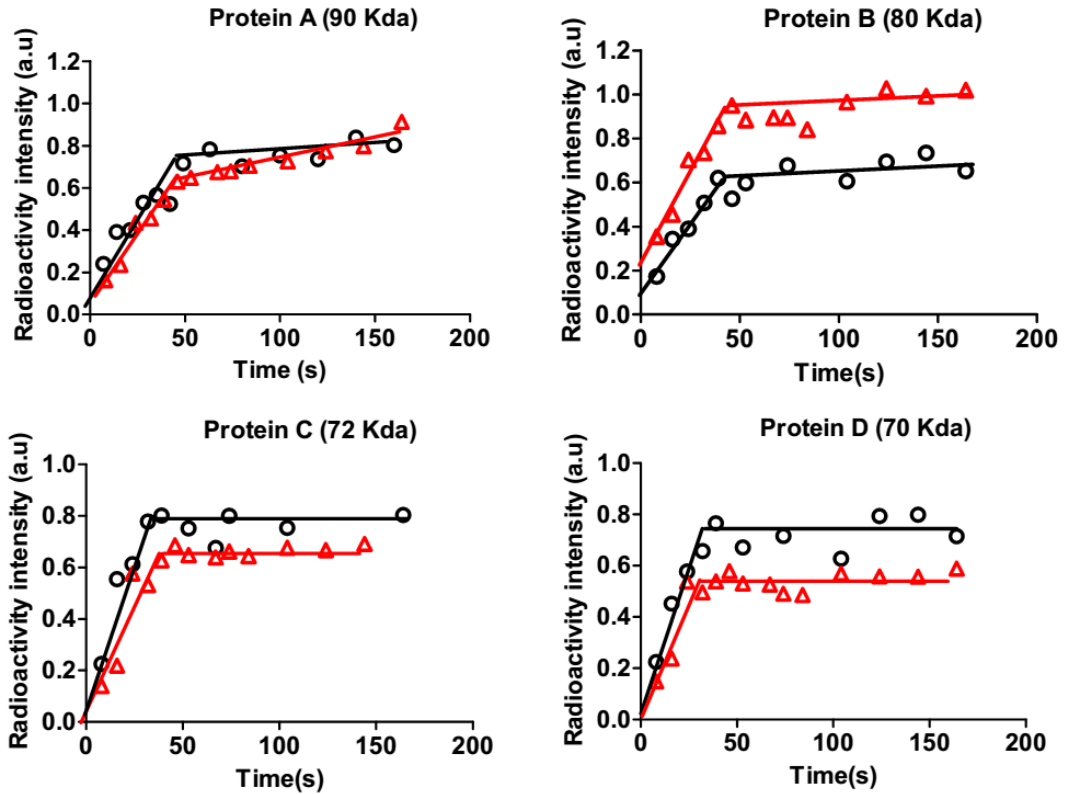 Protein A (90 Kda)
Radioactivity intensity (a.u)
1.2
1.0
0.8
0.6
0.4
0.2
0.0
0 50 100 150 200
Time (s)
Protein B (80 Kda)
Radioactivity intensity (a.u)
1.2
1.0
0.8
0.6
0.4
0.2
0.0
0 50 100 150 200
Time(s)
Protein C (72 Kda)
Radioactivity intensity (a.u)
1.0
0.8
0.6
0.4
0.2
0.0
0 50 100 150 200
Time(s)
Protein D (70 Kda)
Radioactivity intensity (a.u)
1.0
0.8
0.6
0.4
0.2
0.0
0 50 100 150 200
Time(s)